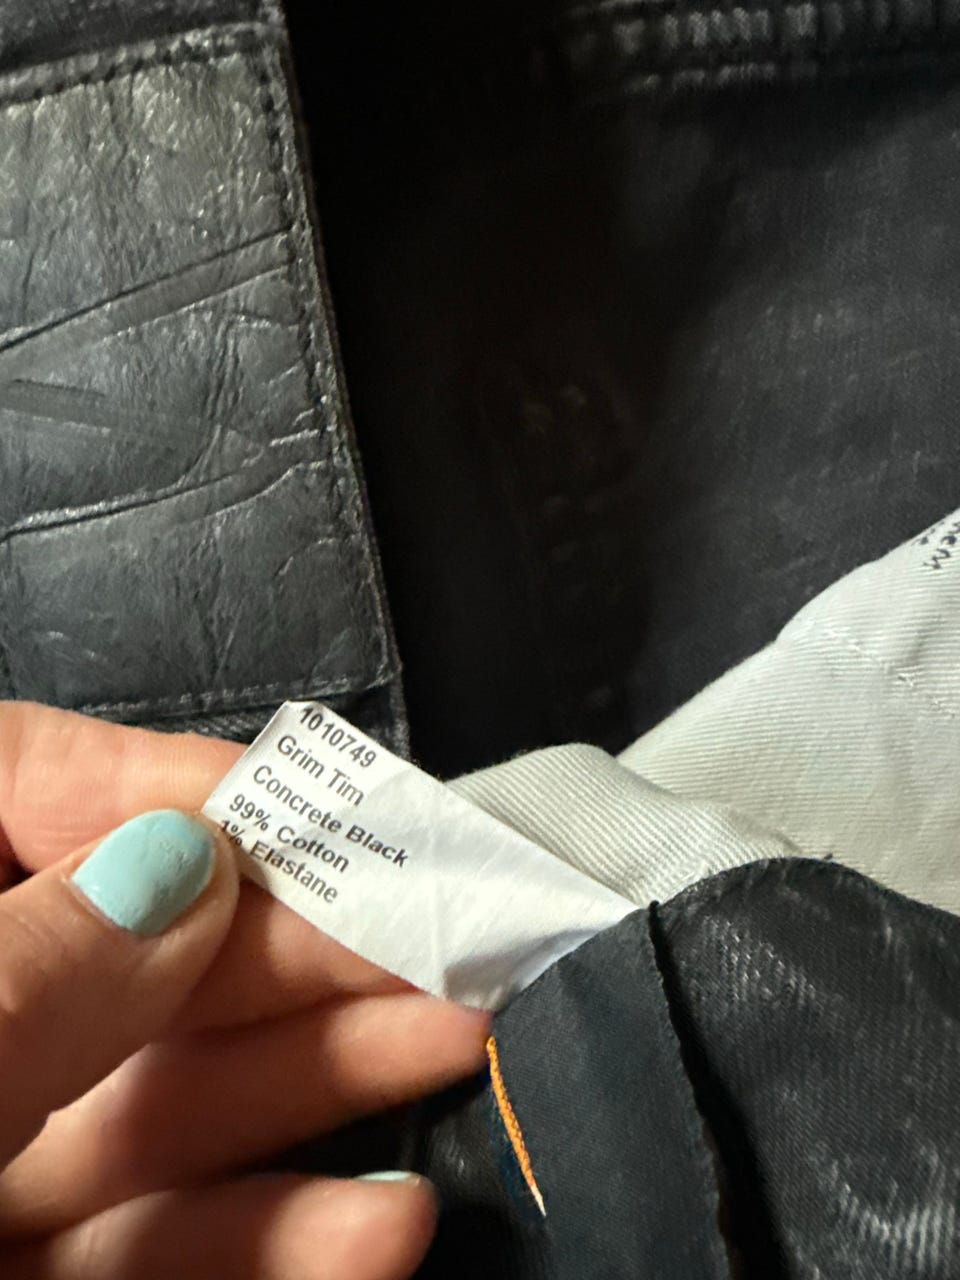 1010749
Grim Tim
Concrete Black
99% Cotton
1% Elastane